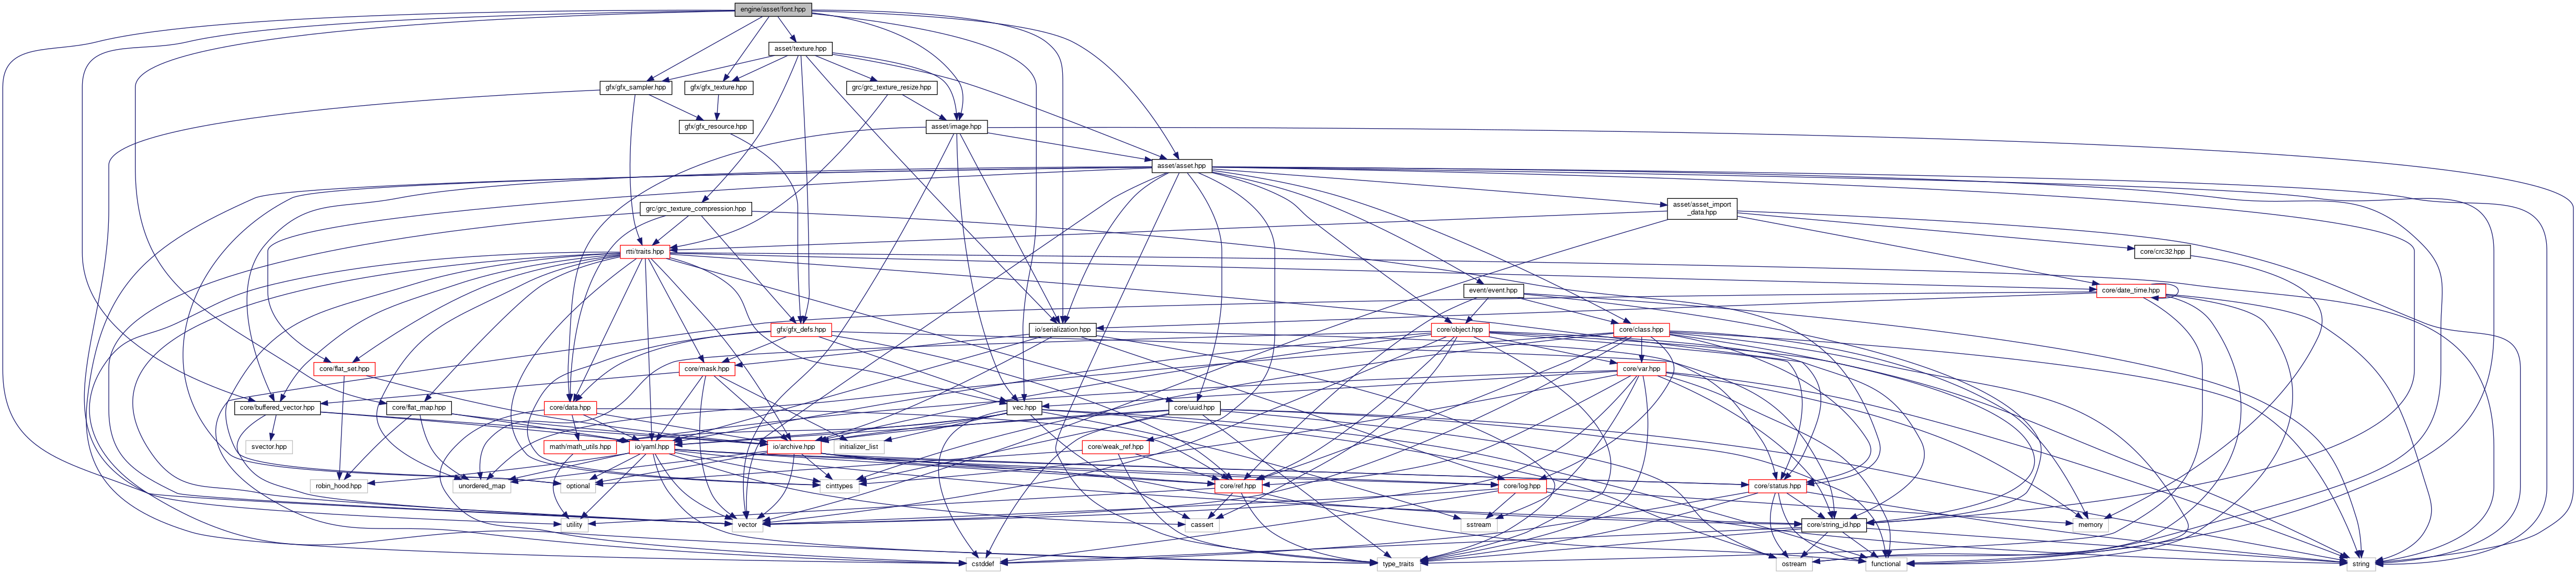 engine/asset/font.hpp
asset/texture.hpp
gfx/gfx_sampler.hpp
gfx/gfx_texture.hpp
grc/grc_texture_resize.hpp
gfx/gfx_resource.hpp
asset/image.hpp
asset/asset.hpp
grc/grc_texture_compression.hpp
asset/asset_import
_data.hpp
rtti/traits.hpp
core/crc32.hpp
event/event.hpp
core/date_time.hpp
gfx/gfx_defs.hpp
io/serialization.hpp
core/object.hpp
core/class.hpp
core/flat_set.hpp
core/mask.hpp
core/var.hpp
core/buffered_vector.hpp
core/flat_map.hpp
core/data.hpp
vec.hpp
core/uuid.hpp
svector.hpp
math/math_utils.hpp
io/yaml.hpp
io/archive.hpp
initializer_list
core/weak_ref.hpp
robin_hood.hpp
unordered_map
optional
cinttypes
core/ref.hpp
core/log.hpp
core/status.hpp
utility
vector
cassert
sstream
core/string_id.hpp
memory
cstddef
type_traits
ostream
functional
string